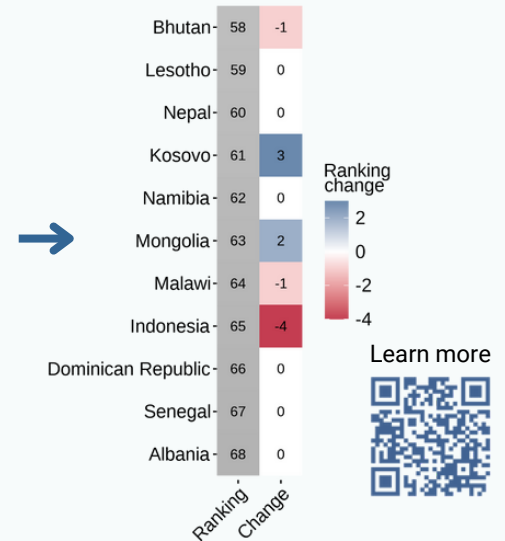 Bhutan 58 -1
Lesotho 59 0
Nepal 60 0
Kosovo 61 3
Namibia 62 0
Mongolia 63 2
Malawi 64 -1
Indonesia 65 -4
Dominican Republic 66 0
Senegal 67 0
Albania 68 0
Ranking Change
Ranking
change
2
0
-2
-4
Learn more